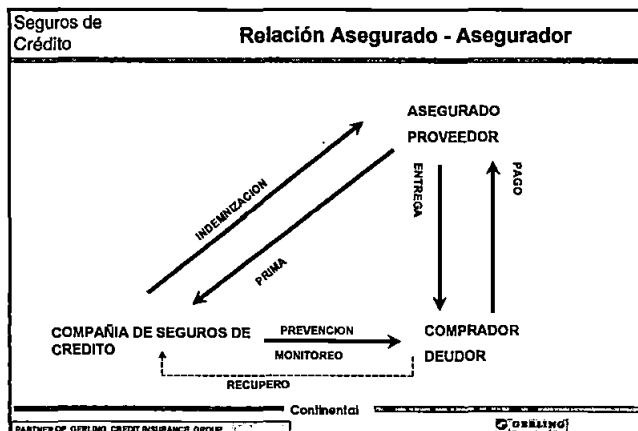 Seguros de
Crédito
Relación Asegurado - Asegurador
ASEGURADO
PROVEEDOR
INDEMNIZACION
PRIMA
ENTREGA
PAGO
COMPAÑIA DE SEGUROS DE
CREDITO
PREVENCION
MONITOREO
COMPRADOR
DEUDOR
RECUPERO
Continental
PARTNER OF GERLING CREDIT INSURANCE GROUP
GERLING